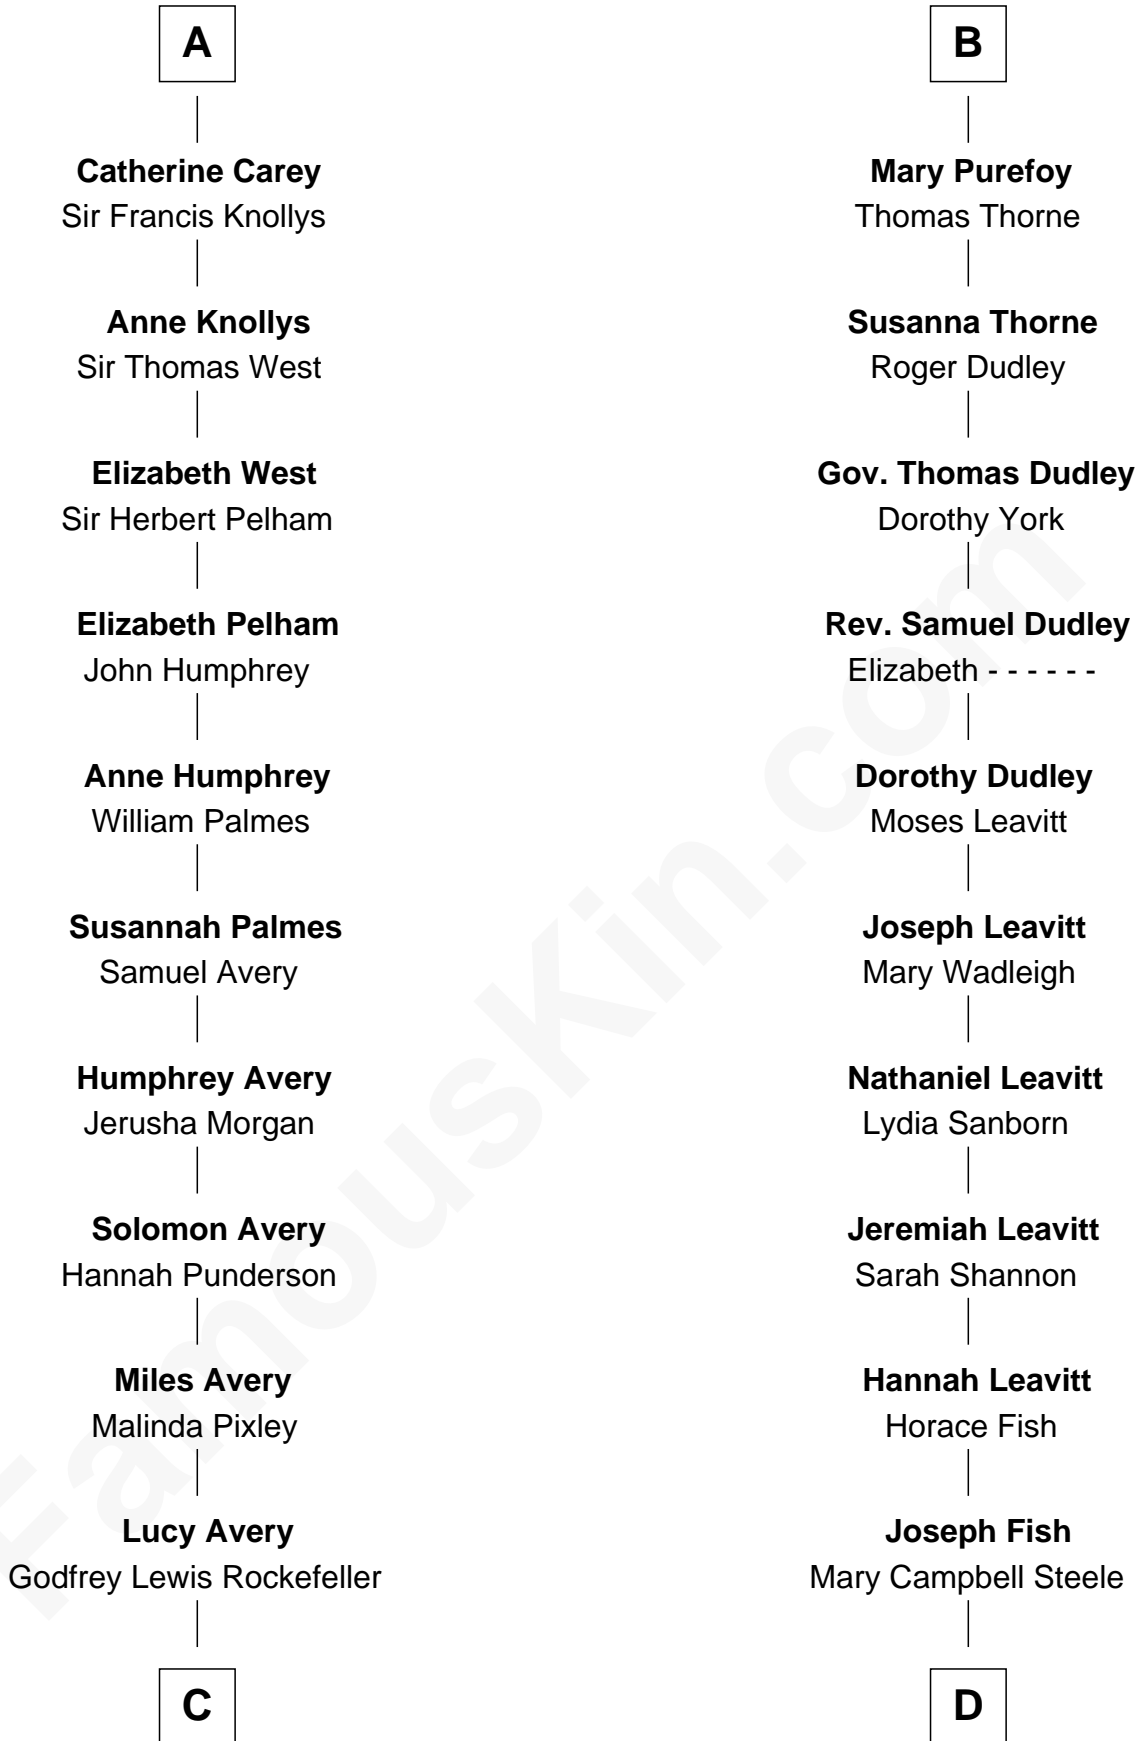 A
Catherine Carey
Sir Francis Knollys
Anne Knollys
Sir Thomas West
Elizabeth West
Sir Herbert Pelham
Elizabeth Pelham
John Humphrey
Anne Humphrey
William Palmes
Susannah Palmes
Samuel Avery
Humphrey Avery
Jerusha Morgan
Solomon Avery
Hannah Punderson
Miles Avery
Malinda Pixley
Lucy Avery
Godfrey Lewis Rockefeller
C
B
Mary Purefoy
Thomas Thorne
Susanna Thorne
Roger Dudley
Gov. Thomas Dudley
Dorothy York
Rev. Samuel Dudley
Elizabeth - - - - - -
Dorothy Dudley
Moses Leavitt
Joseph Leavitt
Mary Wadleigh
Nathaniel Leavitt
Lydia Sanborn
Jeremiah Leavitt
Sarah Shannon
Hannah Leavitt
Horace Fish
Joseph Fish
Mary Campbell Steele
D
FamousKin.com